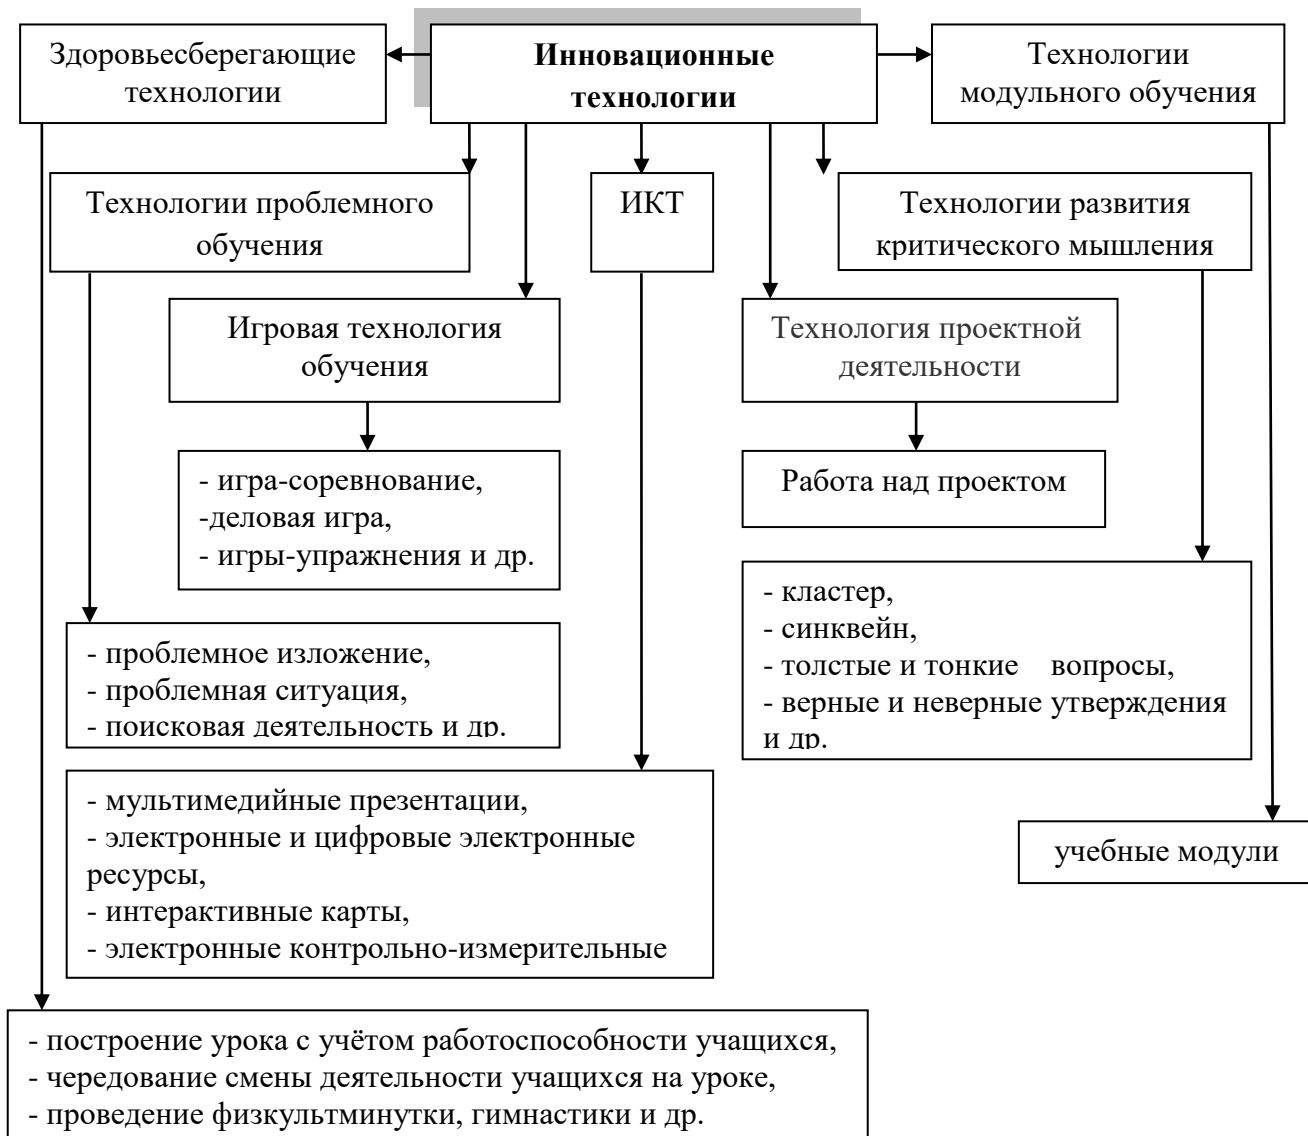 Здоровьесберегающие
технологии
Инновационные
технологии
Технологии
модульного обучения
Технологии проблемного
обучения
ИКТ
Технологии развития
критического мышления
Игровая технология
обучения
Технология проектной
деятельности
- игра-соревнование,
-деловая игра,
- игры-упражнения и др.
Работа над проектом
- кластер,
- синквейн,
- толстые и тонкие вопросы,
- верные и неверные утверждения
и др.
- проблемное изложение,
- проблемная ситуация,
- поисковая деятельность и др.
- мультимедийные презентации,
- электронные и цифровые электронные
ресурсы,
- интерактивные карты,
- электронные контрольно-измерительные
учебные модули
- построение урока с учётом работоспособности учащихся,
- чередование смены деятельности учащихся на уроке,
- проведение физкультминутки, гимнастики и др.